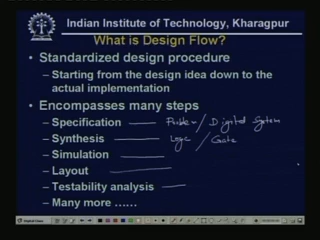 Indian Institute of Technology, Kharagpur
What is Design Flow?
• Standardized design procedure
– Starting from the design idea down to the
actual implementation
• Encompasses many steps
– Specification — Problem / Digital System
– Synthesis — Logic / Gate
– Simulation —
– Layout —
– Testability analysis —
– Many more ......